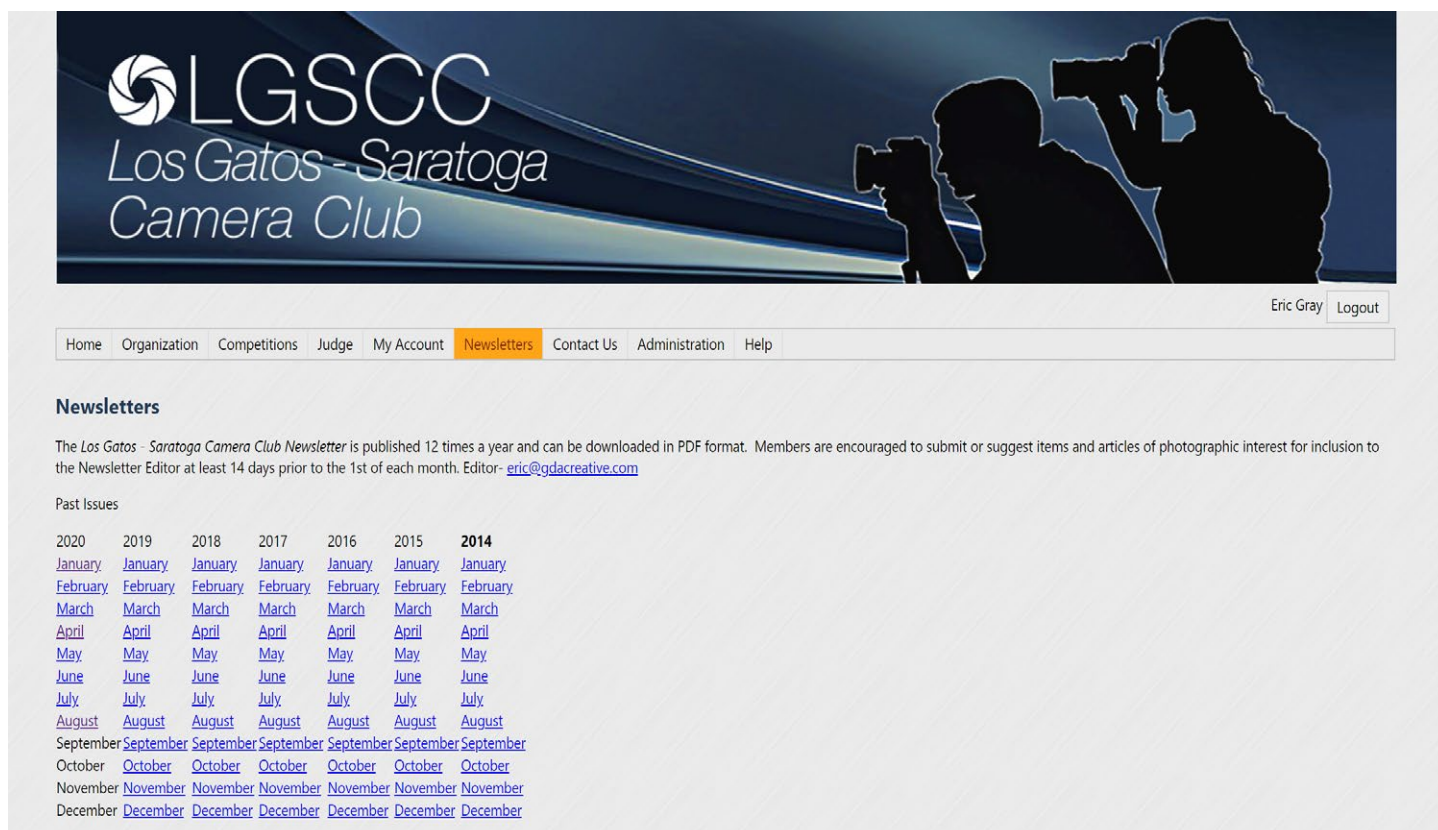 LGSCC
Los Gatos - Saratoga
Camera Club
Eric Gray Logout
Home Organization Competitions Judge My Account Newsletters Contact Us Administration Help
Newsletters
The Los Gatos - Saratoga Camera Club Newsletter is published 12 times a year and can be downloaded in PDF format. Members are encouraged to submit or suggest items and articles of photographic interest for inclusion to
the Newsletter Editor at least 14 days prior to the 1st of each month. Editor- eric@gdacreative.com
Past Issues
2020 2019 2018 2017 2016 2015 2014
January January January January January January January
February February February February February February February
March March March March March March March
April April April April April April April
May May May May May May May
June June June June June June June
July July July July July July July
August August August August August August August
September September September September September September September
October October October October October October October
November November November November November November November
December December December December December December December